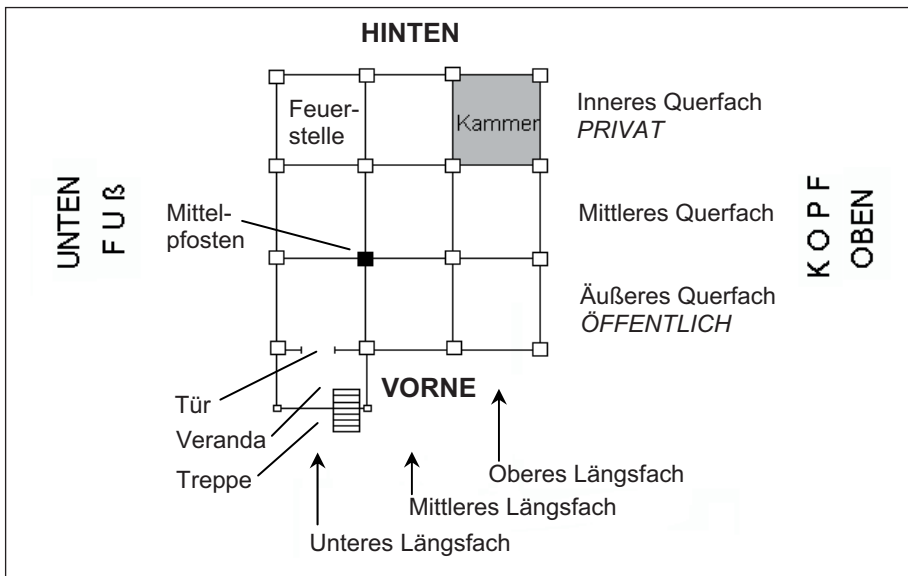 HINTEN
Feuer-
stelle
Kammer
Inneres Querfach
PRIVAT
UNTEN
FUß
Mittel-
pfosten
Mittleres Querfach
KOPF
OBEN
Äußeres Querfach
ÖFFENTLICH
Tür
VORNE
Veranda
Treppe
Oberes Längsfach
Mittleres Längsfach
Unteres Längsfach